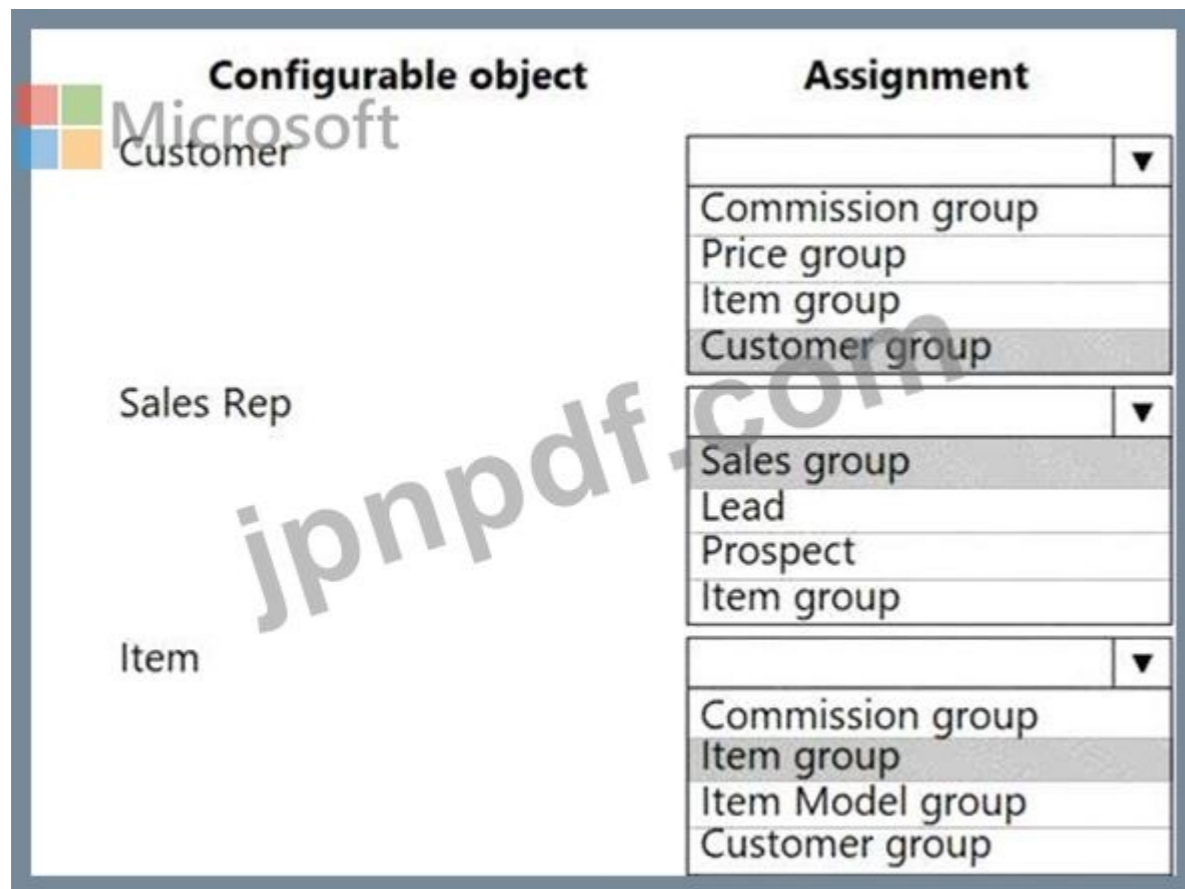 Configurable object Assignment
Microsoft
Customer
Commission group
Price group
Item group
Customer group
Sales Rep
Sales group
Lead
Prospect
Item group
jpnpdf.com
Item
Commission group
Item group
Item Model group
Customer group